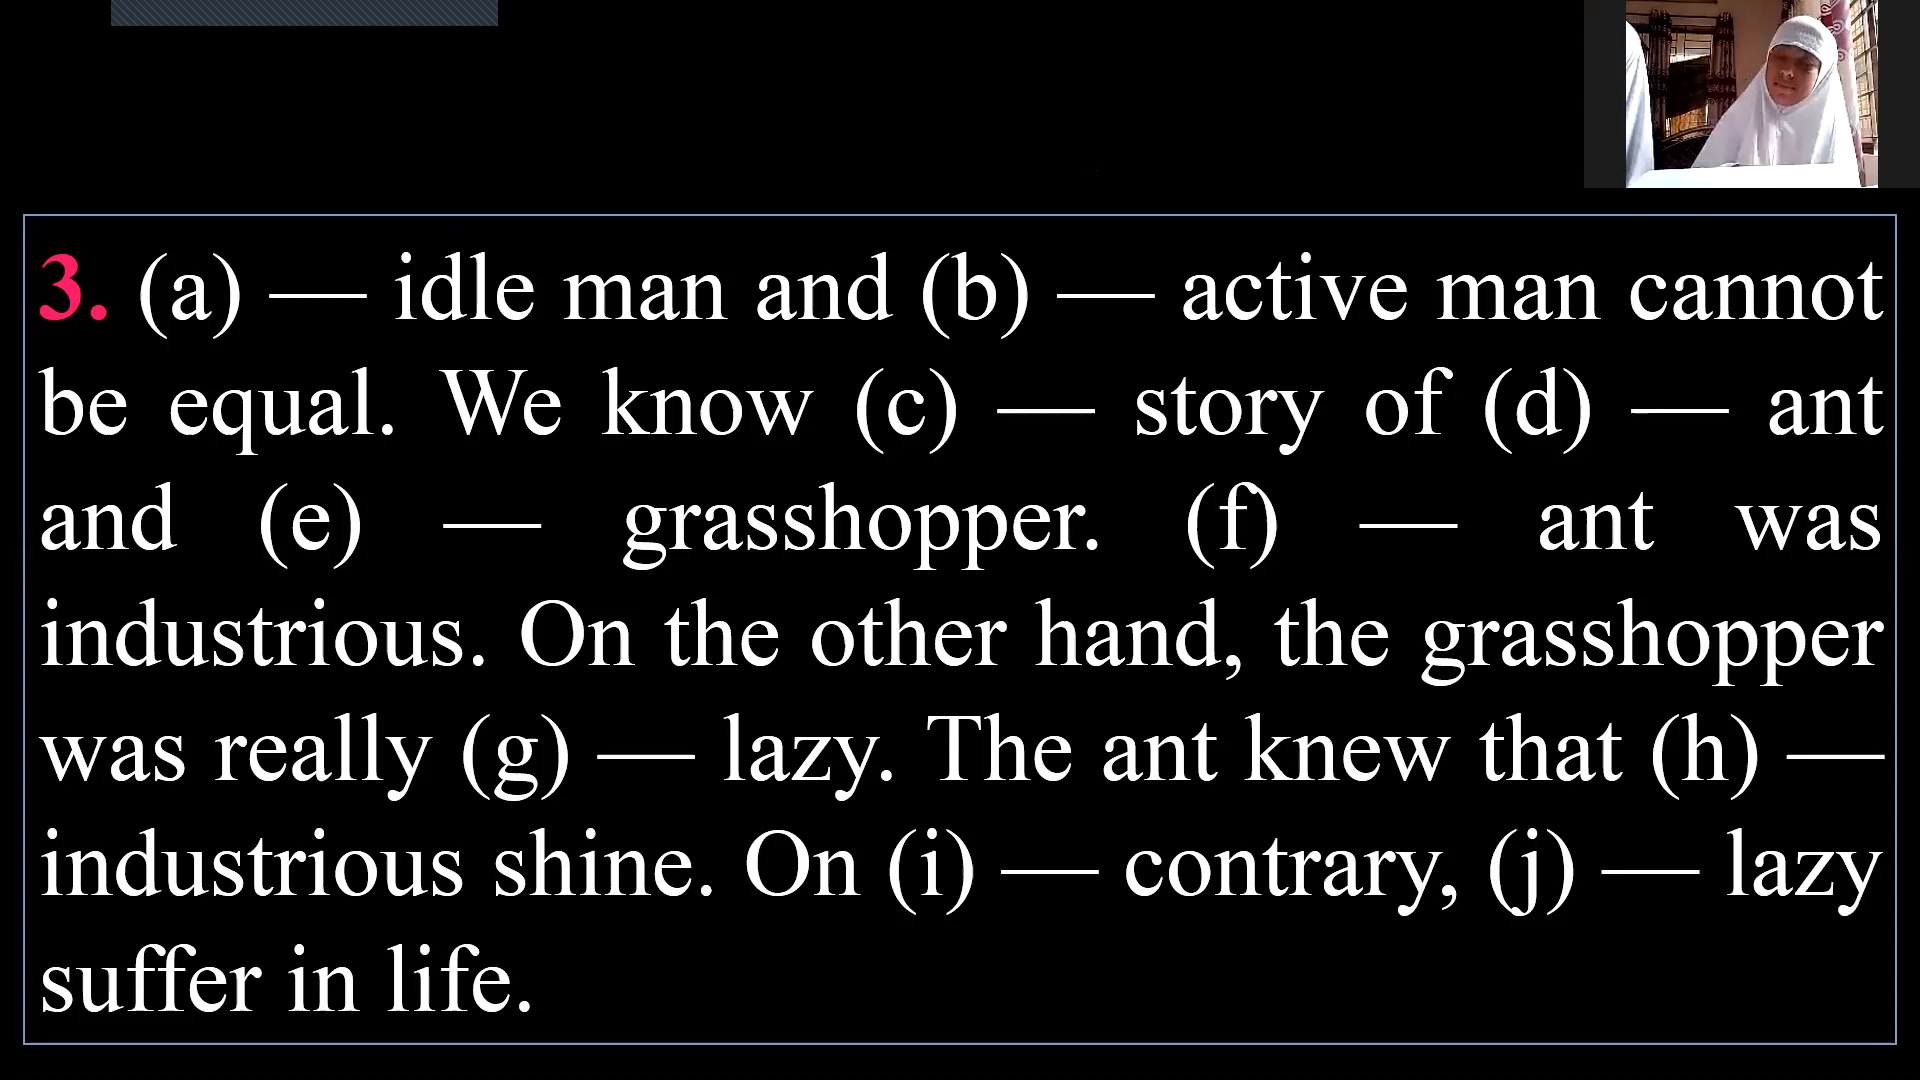 3. (a) — idle man and (b) — active man cannot
be equal. We know (c) — story of (d) — ant
and (e) — grasshopper. (f) — ant was
industrious. On the other hand, the grasshopper
was really (g) — lazy. The ant knew that (h) —
industrious shine. On (i) — contrary, (j) — lazy
suffer in life.